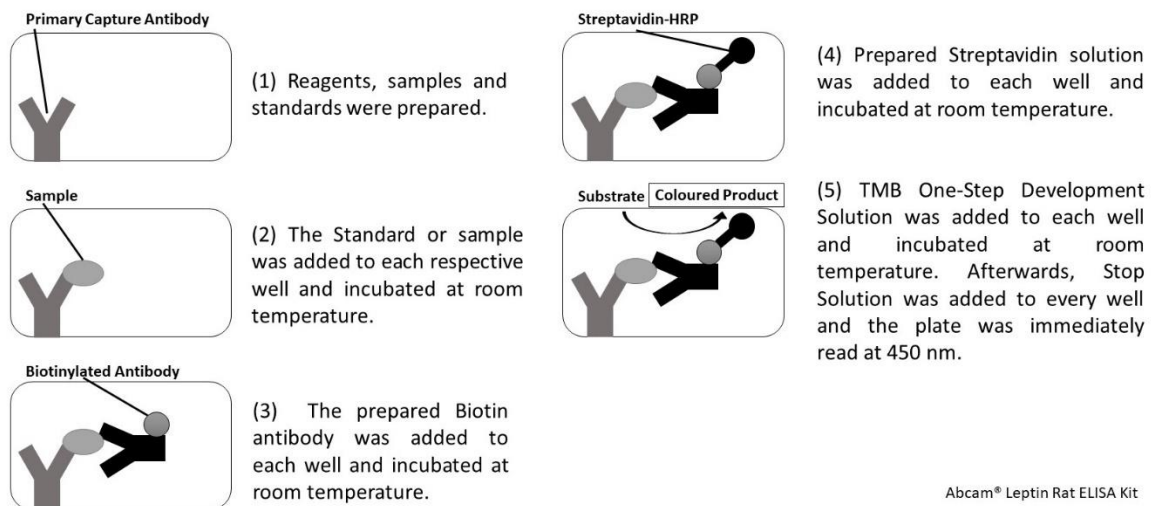 Primary Capture Antibody
(1) Reagents, samples and
standards were prepared.
Sample
(2) The Standard or sample
was added to each respective
well and incubated at room
temperature.
Biotinylated Antibody
(3) The prepared Biotin
antibody was added to
each well and incubated at
room temperature.
Streptavidin-HRP
(4) Prepared Streptavidin solution
was added to each well and
incubated at room temperature.
Substrate Coloured Product
(5) TMB One-Step Development
Solution was added to each well
and incubated at room
temperature. Afterwards, Stop
Solution was added to every well
and the plate was immediately
read at 450 nm.
Abcam® Leptin Rat ELISA Kit